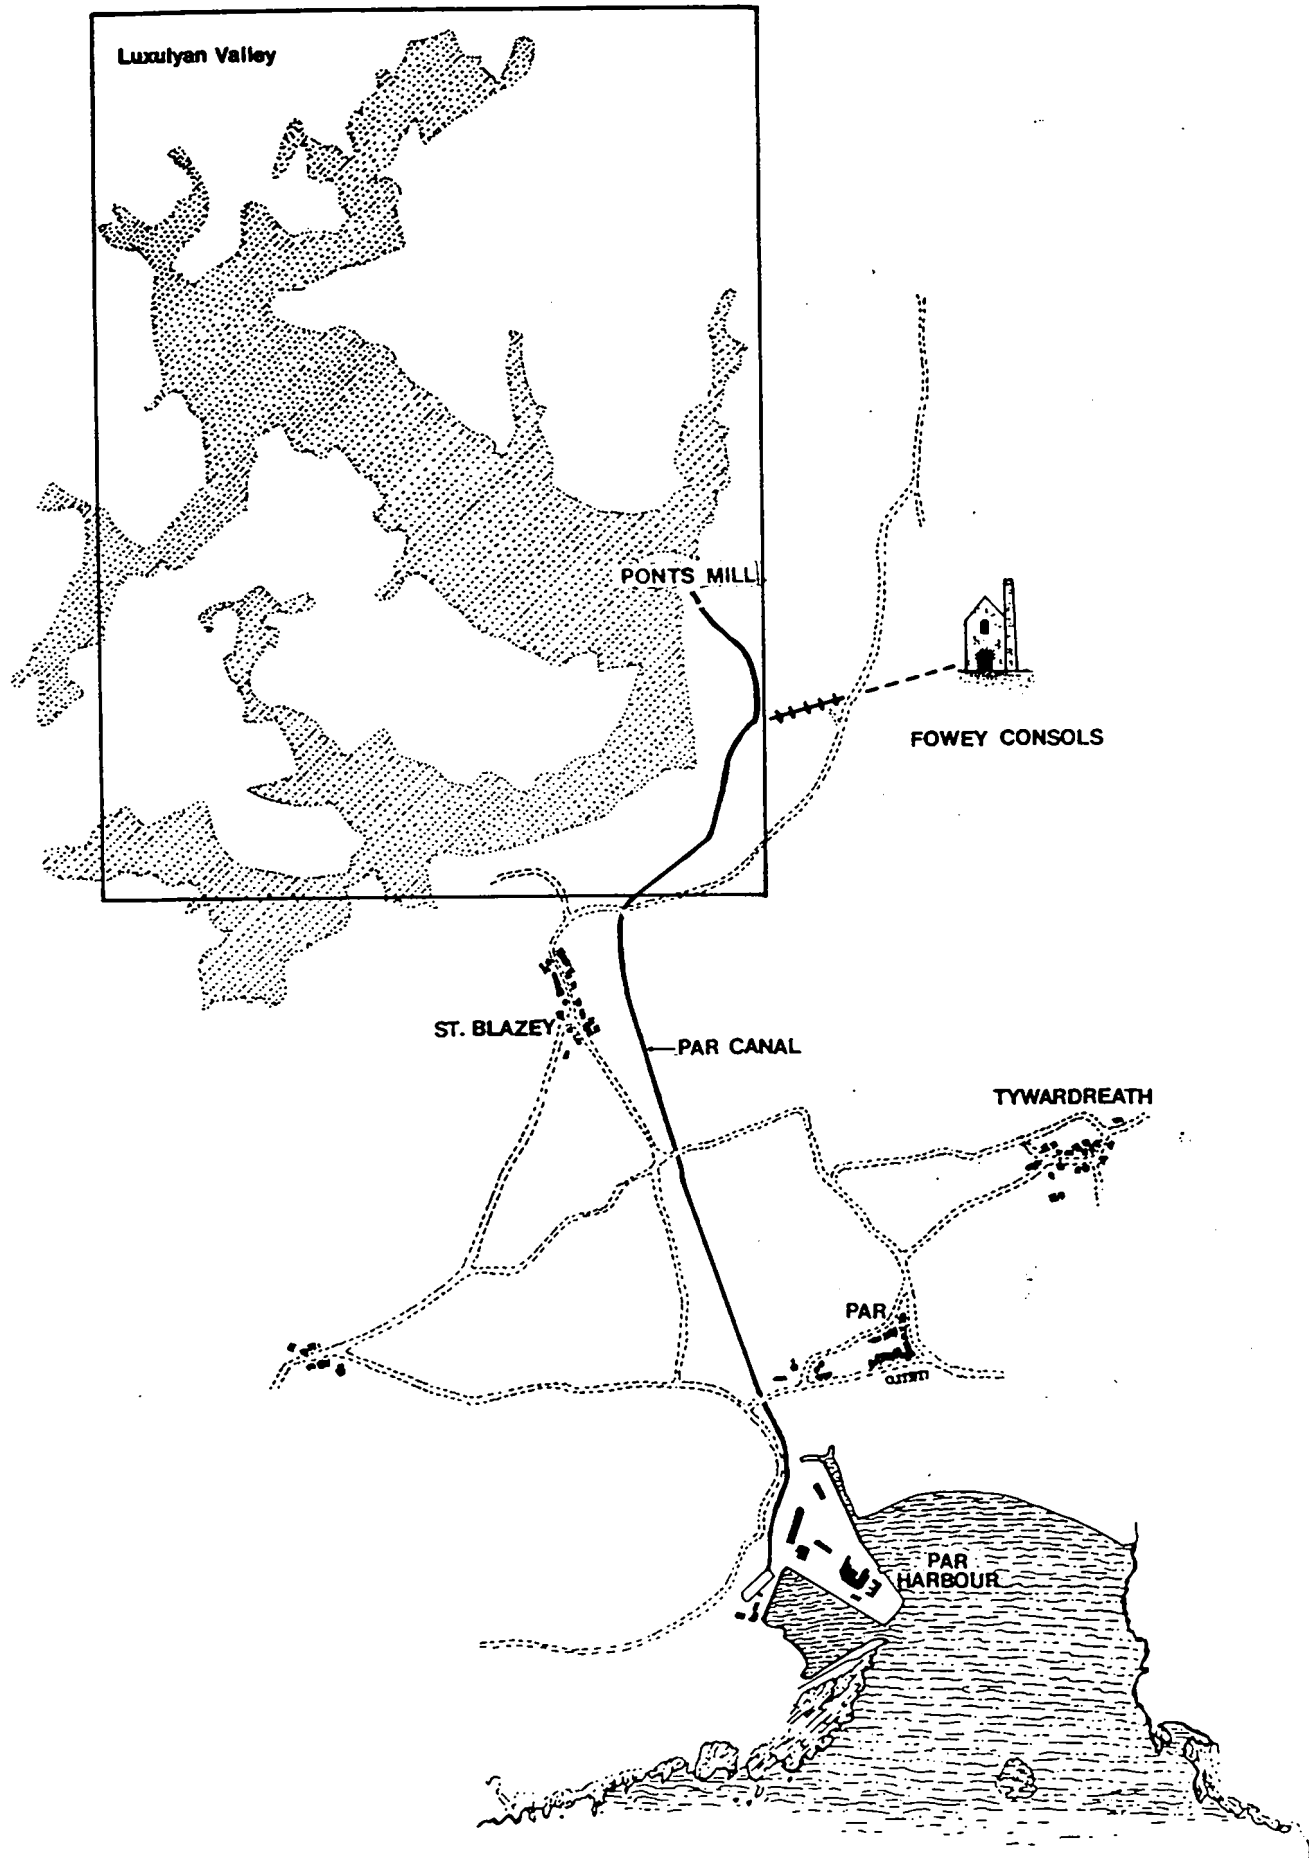 Luxulyan Valley
PONTS MILL
FOWEY CONSOLS
ST. BLAZEY
PAR CANAL
TYWARDREATH
PAR
PAR
HARBOUR